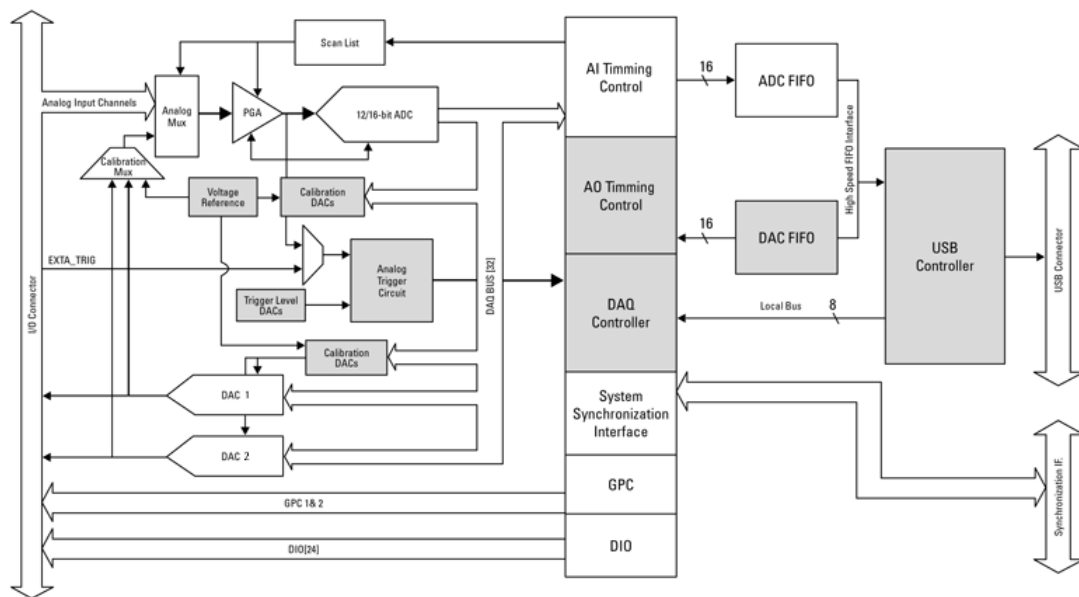 Scan List
AI Timming
Control
16
ADC FIFO
Analog Input Channels
Analog
Mux
PGA
12/16-bit ADC
Calibration
Mux
Voltage
Reference
Calibration
DACs
AO Timming
Control
16
DAC FIFO
High Speed FIFO Interface
USB
Controller
USB Connector
EXTA_TRIG
Analog
Trigger
Circuit
Trigger Level
DACs
DAQ BUS [32]
DAQ
Controller
Local Bus
8
I/O Connector
Calibration
DACs
DAC 1
DAC 2
System
Synchronization
Interface
GPC
GPC 1& 2
DIO
DIO[24]
Synchronization I/F.